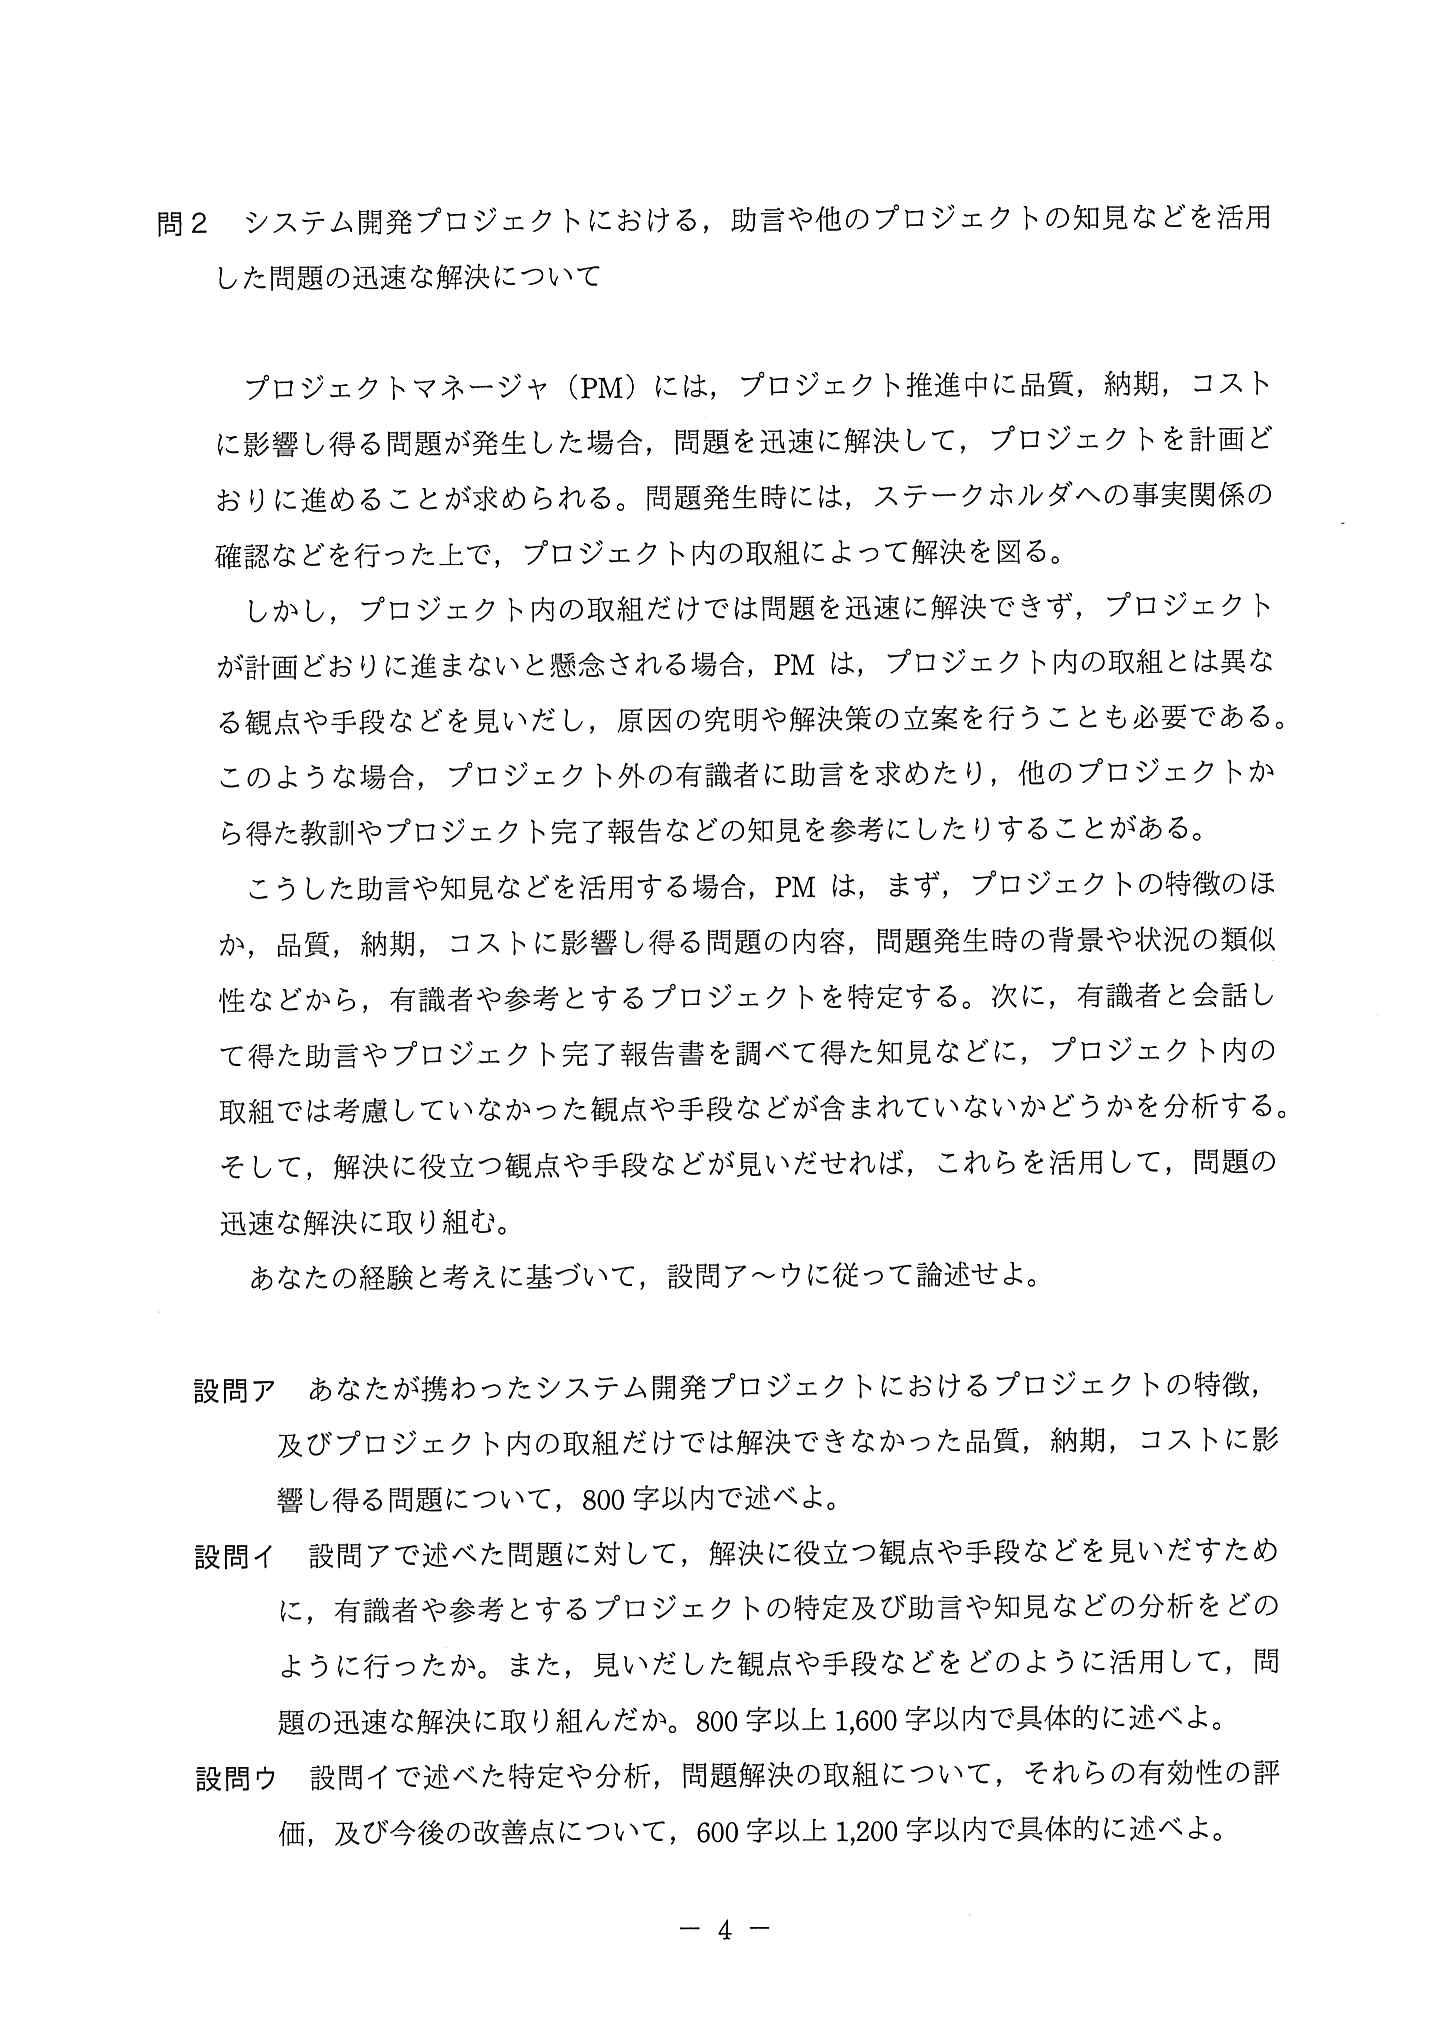 問２　システム開発プロジェクトにおける，助言や他のプロジェクトの知見などを活用
した問題の迅速な解決について
プロジェクトマネージャ（PM）には，プロジェクト推進中に品質，納期，コスト
に影響し得る問題が発生した場合，問題を迅速に解決して，プロジェクトを計画ど
おりに進めることが求められる。問題発生時には，ステークホルダへの事実関係の
確認などを行った上で，プロジェクト内の取組によって解決を図る。
しかし，プロジェクト内の取組だけでは問題を迅速に解決できず，プロジェクト
が計画どおりに進まないと懸念される場合，PM は，プロジェクト内の取組とは異な
る観点や手段などを見いだし，原因の究明や解決策の立案を行うことも必要である。
このような場合，プロジェクト外の有識者に助言を求めたり，他のプロジェクトか
ら得た教訓やプロジェクト完了報告などの知見を参考にしたりすることがある。
こうした助言や知見などを活用する場合，PM は，まず，プロジェクトの特徴のほ
か，品質，納期，コストに影響し得る問題の内容，問題発生時の背景や状況の類似
性などから，有識者や参考とするプロジェクトを特定する。次に，有識者と会話し
て得た助言やプロジェクト完了報告書を調べて得た知見などに，プロジェクト内の
取組では考慮していなかった観点や手段などが含まれていないかどうかを分析する。
そして，解決に役立つ観点や手段などが見いだせれば，これらを活用して，問題の
迅速な解決に取り組む。
あなたの経験と考えに基づいて，設問ア～ウに従って論述せよ。
設問ア　あなたが携わったシステム開発プロジェクトにおけるプロジェクトの特徴，
及びプロジェクト内の取組だけでは解決できなかった品質，納期，コストに影
響し得る問題について，800 字以内で述べよ。
設問イ　設問アで述べた問題に対して，解決に役立つ観点や手段などを見いだすため
に，有識者や参考とするプロジェクトの特定及び助言や知見などの分析をどの
ように行ったか。また，見いだした観点や手段などをどのように活用して，問
題の迅速な解決に取り組んだか。800 字以上 1,600 字以内で具体的に述べよ。
設問ウ　設問イで述べた特定や分析，問題解決の取組について，それらの有効性の評
価，及び今後の改善点について，600 字以上 1,200 字以内で具体的に述べよ。
－ 4 －